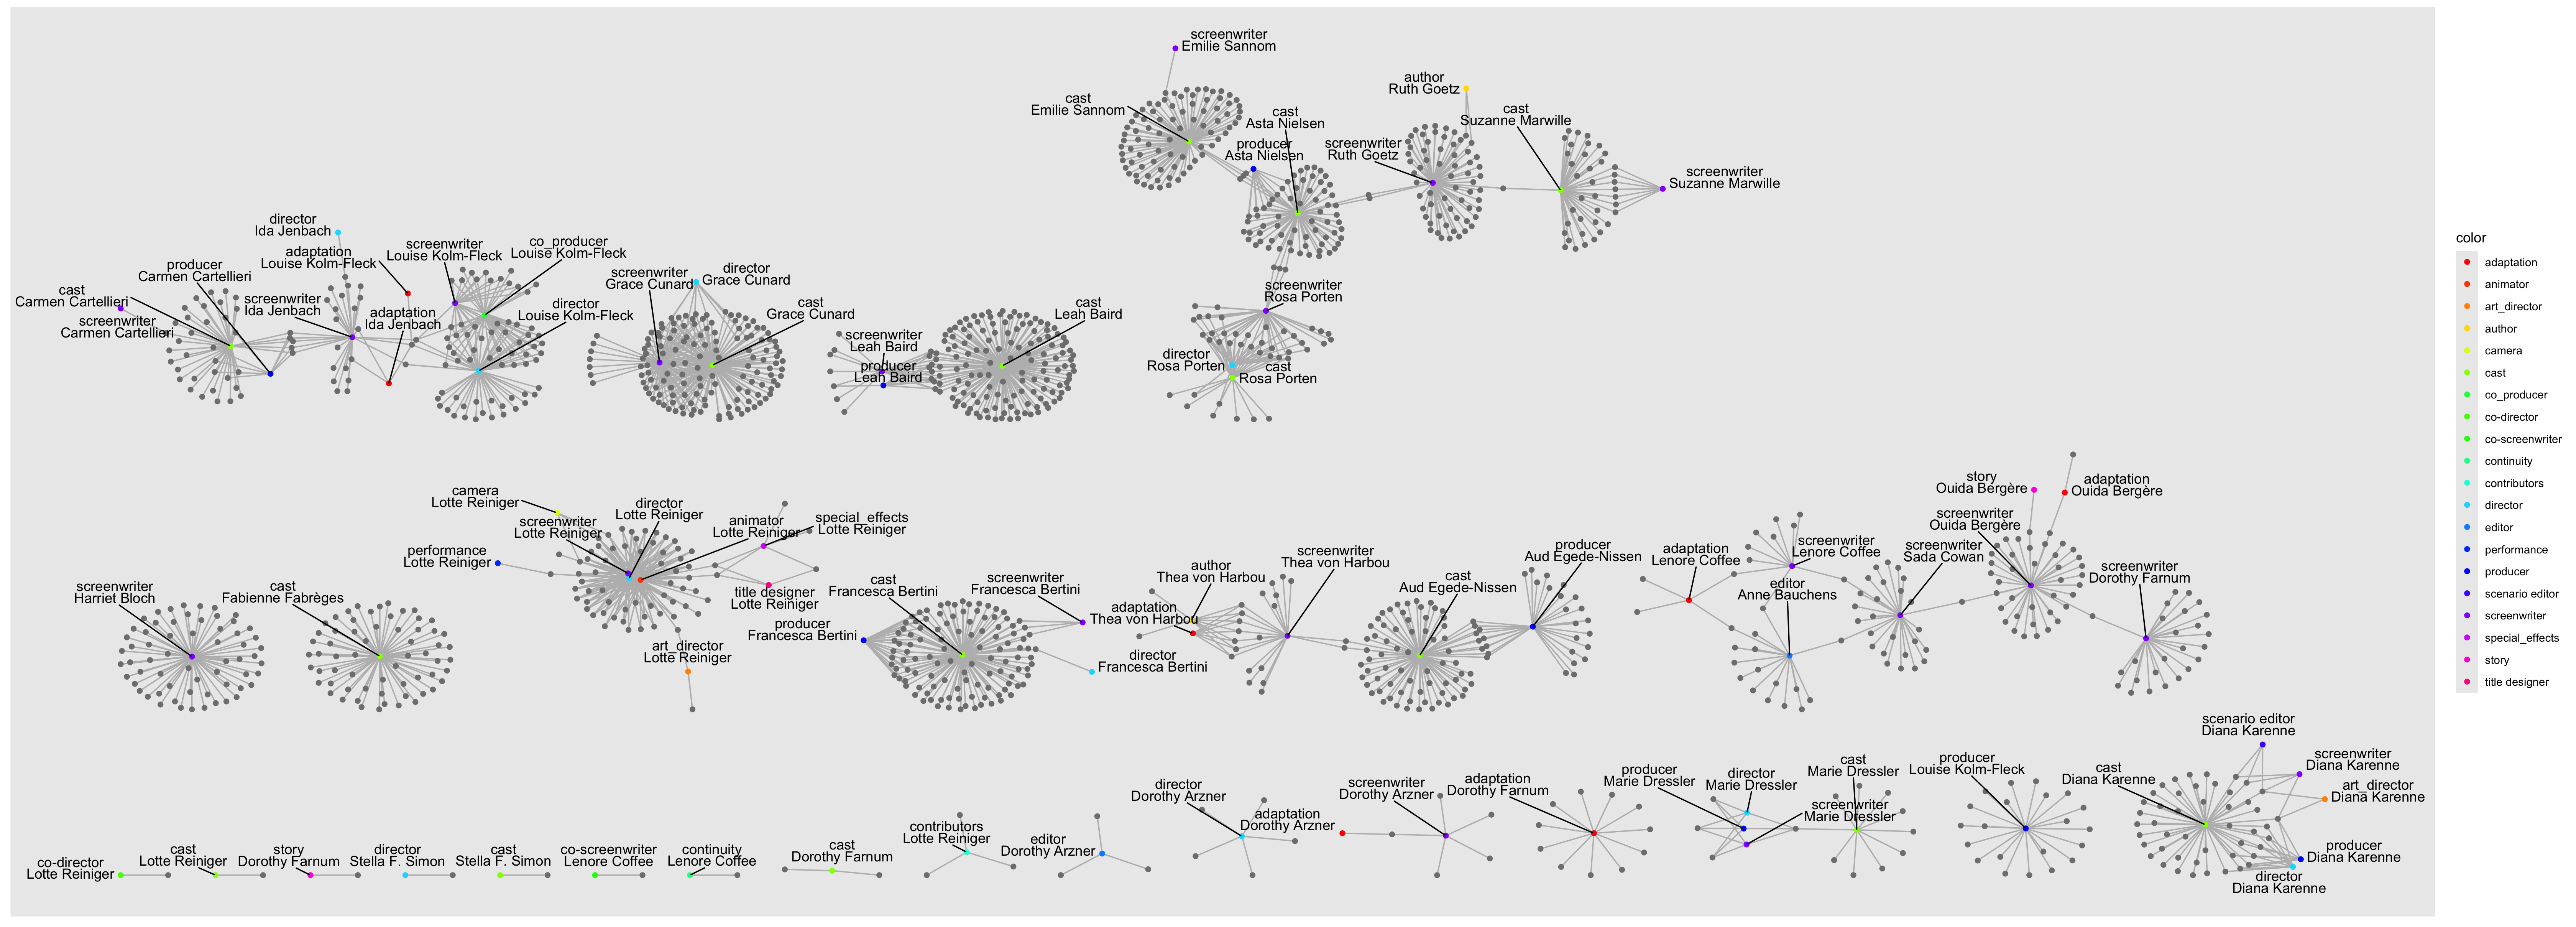 screenwriter
Emilie Sannom
cast
Emilie Sannom
author
Ruth Goetz
cast
Asta Nielsen
cast
Suzanne Marwille
producer
Asta Nielsen
screenwriter
Ruth Goetz
screenwriter
Suzanne Marwille
director
Ida Jenbach
adaptation
Louise Kolm-Fleck
screenwriter
Louise Kolm-Fleck
co_producer
Louise Kolm-Fleck
producer
Carmen Cartellieri
cast
Carmen Cartellieri
screenwriter
Carmen Cartellieri
screenwriter
Ida Jenbach
adaptation
Ida Jenbach
director
Louise Kolm-Fleck
screenwriter
Grace Cunard
director
Grace Cunard
cast
Grace Cunard
screenwriter
Leah Baird
producer
Leah Baird
cast
Leah Baird
screenwriter
Rosa Porten
director
Rosa Porten
cast
Rosa Porten
camera
Lotte Reiniger
screenwriter
Lotte Reiniger
director
Lotte Reiniger
animator
Lotte Reiniger
special_effects
Lotte Reiniger
performance
Lotte Reiniger
title designer
Lotte Reiniger
art_director
Lotte Reiniger
screenwriter
Harriet Bloch
cast
Fabienne Fabrèges
cast
Francesca Bertini
screenwriter
Francesca Bertini
producer
Francesca Bertini
director
Francesca Bertini
author
Thea von Harbou
adaptation
Thea von Harbou
screenwriter
Thea von Harbou
cast
Aud Egede-Nissen
producer
Aud Egede-Nissen
adaptation
Lenore Coffee
screenwriter
Lenore Coffee
editor
Anne Bauchens
screenwriter
Sada Cowan
story
Ouida Bergère
adaptation
Ouida Bergère
screenwriter
Ouida Bergère
screenwriter
Dorothy Farnum
co-director
Lotte Reiniger
cast
Lotte Reiniger
story
Dorothy Farnum
director
Stella F. Simon
cast
Stella F. Simon
co-screenwriter
Lenore Coffee
continuity
Lenore Coffee
cast
Dorothy Farnum
contributors
Lotte Reiniger
editor
Dorothy Arzner
director
Dorothy Arzner
adaptation
Dorothy Arzner
screenwriter
Dorothy Arzner
adaptation
Dorothy Farnum
producer
Marie Dressler
director
Marie Dressler
cast
Marie Dressler
screenwriter
Marie Dressler
producer
Louise Kolm-Fleck
cast
Diana Karenne
scenario editor
Diana Karenne
screenwriter
Diana Karenne
art_director
Diana Karenne
producer
Diana Karenne
director
Diana Karenne
color
adaptation
animator
art_director
author
camera
cast
co_producer
co-director
co-screenwriter
continuity
contributors
director
editor
performance
producer
scenario editor
screenwriter
special_effects
story
title designer